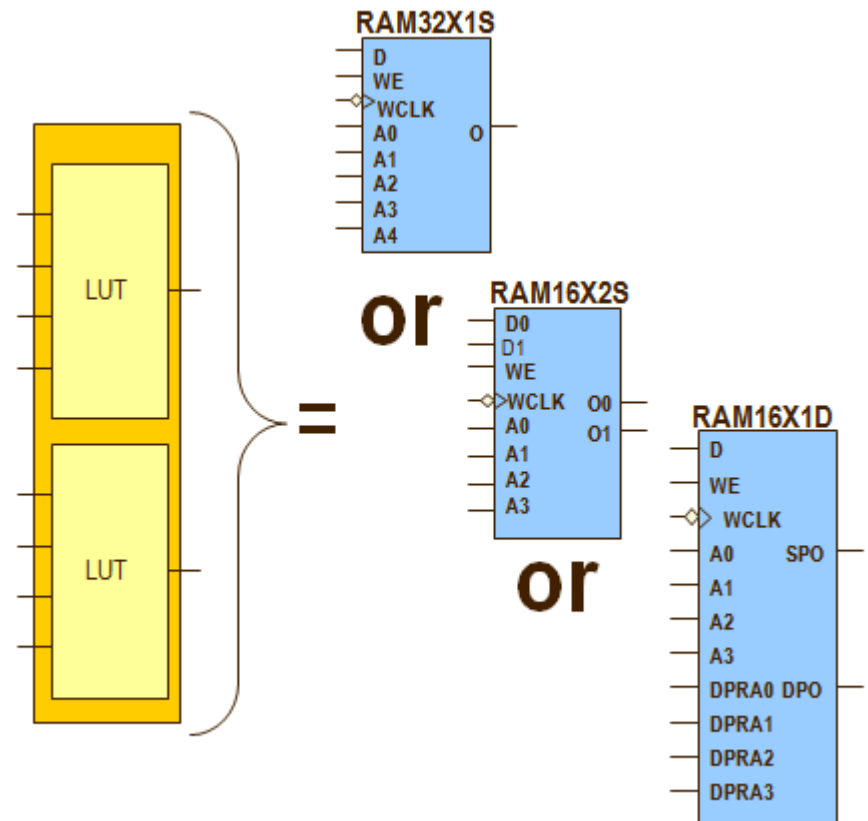 RAM32X1S
D
WE
WCLK
A0 O
A1
A2
A3
A4
LUT
LUT
=
or
RAM16X2S
D0
D1
WE
WCLK O0
A0 O1
A1
A2
A3
or
RAM16X1D
D
WE
WCLK
A0 SPO
A1
A2
A3
DPRA0 DPO
DPRA1
DPRA2
DPRA3